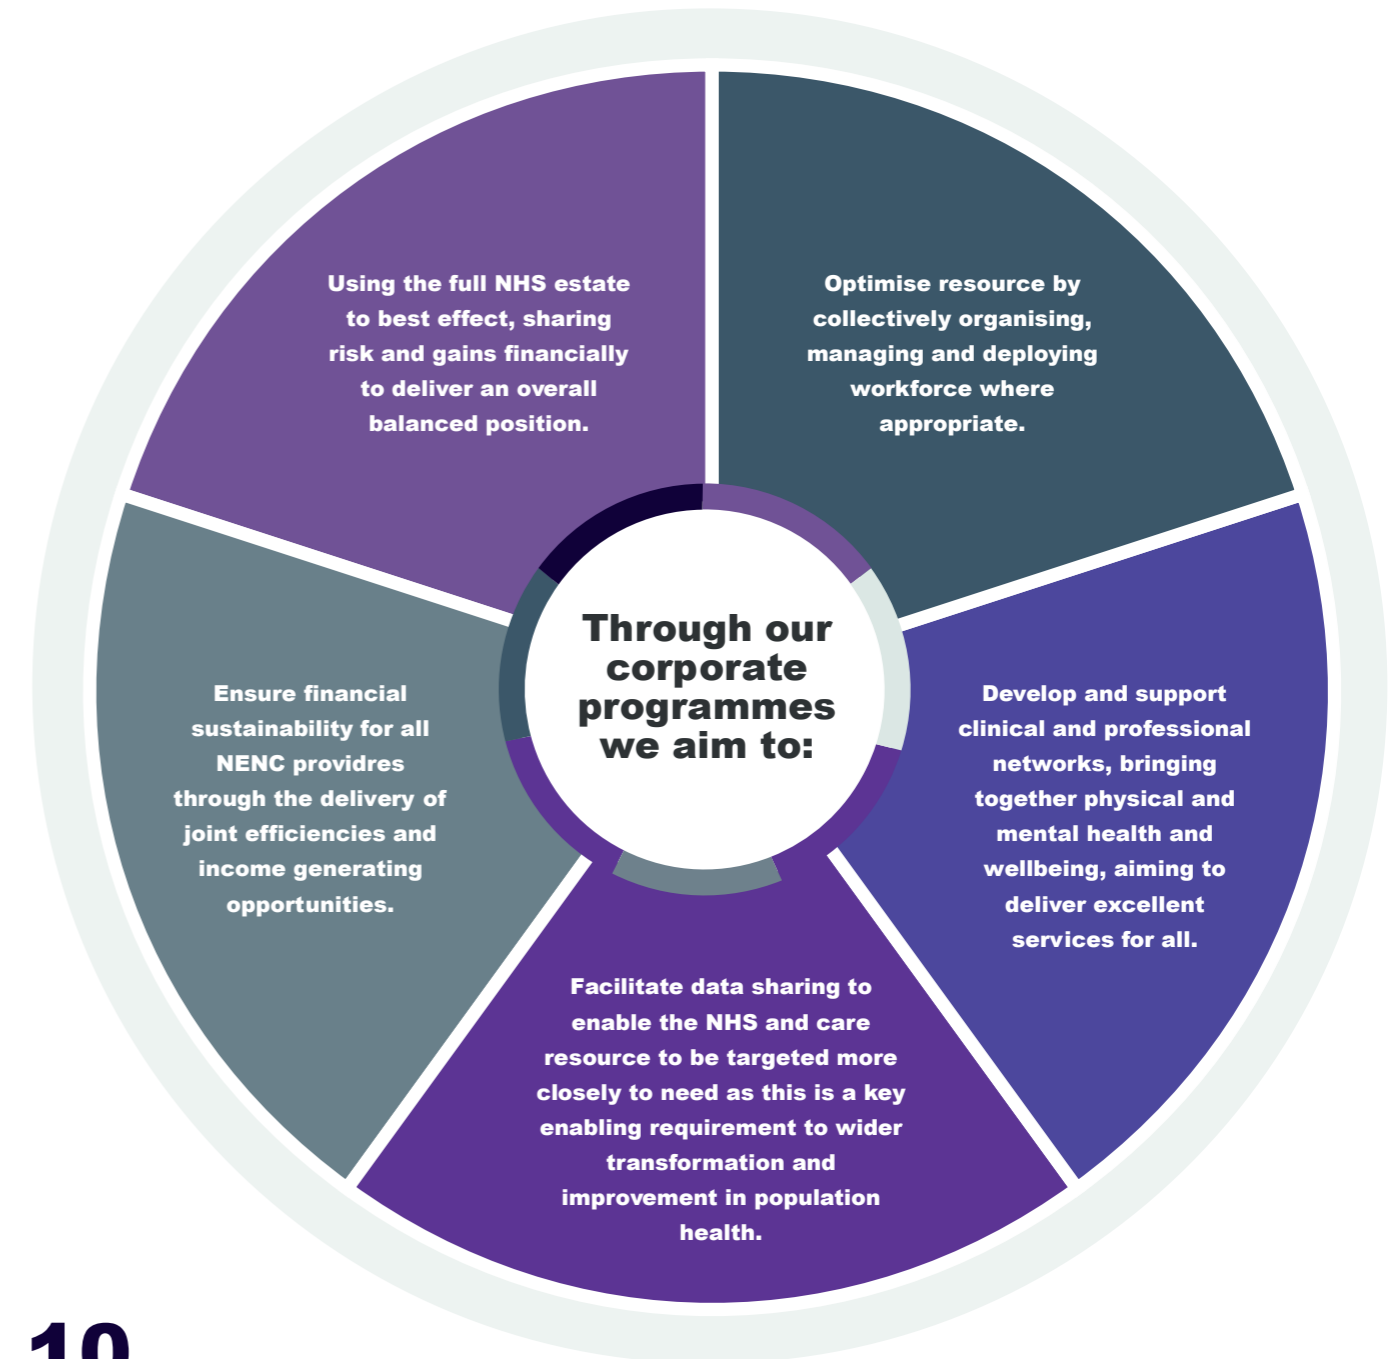 Using the full NHS estate
to best effect, sharing
risk and gains financially
to deliver an overall
balanced position.
Optimise resource by
collectively organising,
managing and deploying
workforce where
appropriate.
Through our
corporate
programmes
we aim to:
Ensure financial
sustainability for all
NENC providres
through the delivery of
joint efficiencies and
income generating
opportunities.
Develop and support
clinical and professional
networks, bringing
together physical and
mental health and
wellbeing, aiming to
deliver excellent
services for all.
Facilitate data sharing to
enable the NHS and care
resource to be targeted more
closely to need as this is a key
enabling requirement to wider
transformation and
improvement in population
health.
10